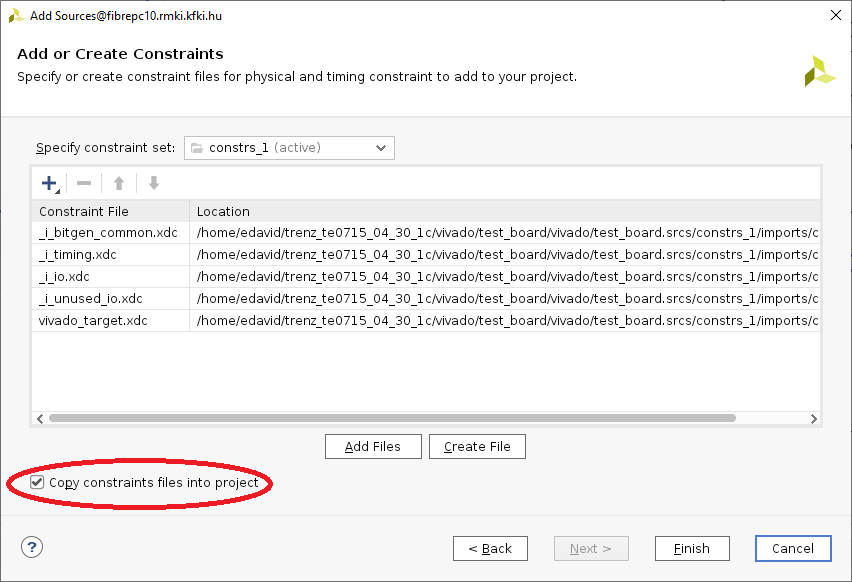 Add Sources@fibrepc10.rmki.kfki.hu
Add or Create Constraints
Specify or create constraint files for physical and timing constraint to add to your project.
Specify constraint set: constrs_1 (active)
Constraint File Location
_i_bitgen_common.xdc /home/edavid/trenz_te0715_04_30_1c/vivado/test_board/vivado/test_board.srcs/constrs_1/imports/c
_i_timing.xdc /home/edavid/trenz_te0715_04_30_1c/vivado/test_board/vivado/test_board.srcs/constrs_1/imports/c
_i_io.xdc /home/edavid/trenz_te0715_04_30_1c/vivado/test_board/vivado/test_board.srcs/constrs_1/imports/c
_i_unused_io.xdc /home/edavid/trenz_te0715_04_30_1c/vivado/test_board/vivado/test_board.srcs/constrs_1/imports/c
vivado_target.xdc /home/edavid/trenz_te0715_04_30_1c/vivado/test_board/vivado/test_board.srcs/constrs_1/imports/c
Add Files Create File
Copy constraints files into project
? < Back Next > Finish Cancel